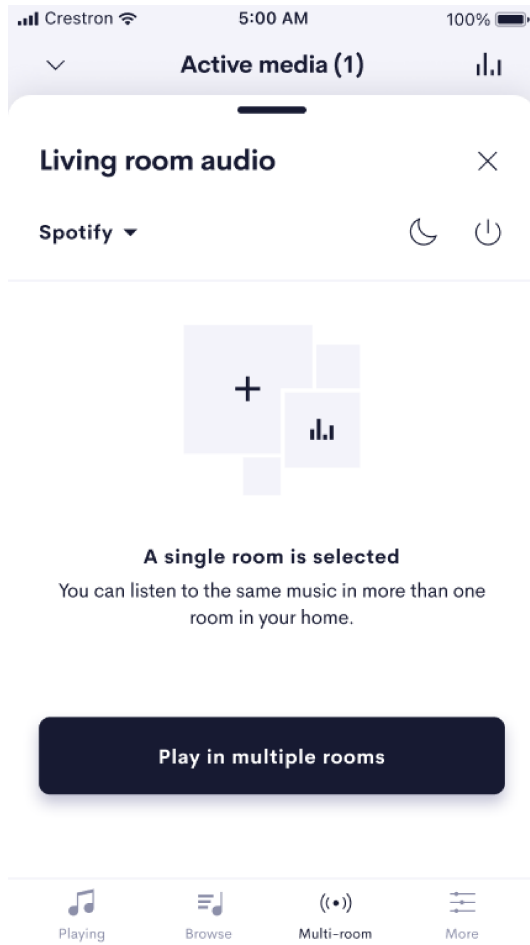 Crestron 5:00 AM 100%
Active media (1)
Living room audio
Spotify
A single room is selected
You can listen to the same music in more than one
room in your home.
Play in multiple rooms
Playing Browse Multi-room More